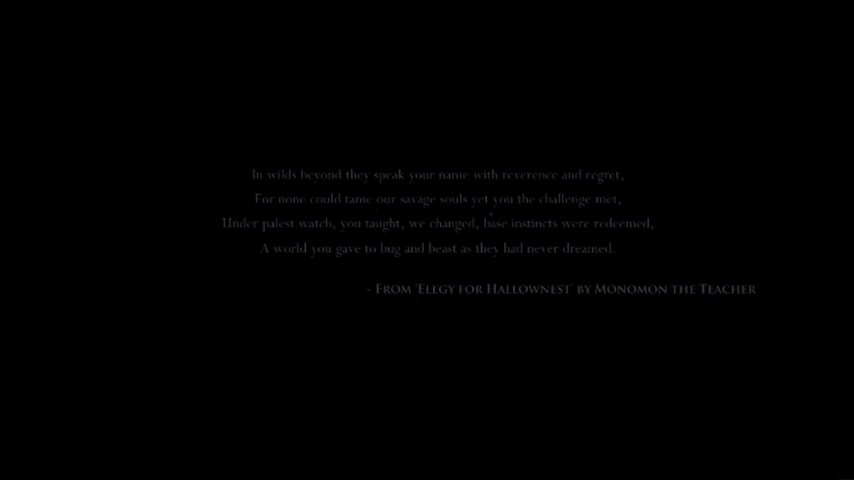 In wilds beyond they speak your name with reverence and regret,
For none could tame our savage souls yet you the challenge met,
Under palest watch, you taught, we changed, base instincts were redeemed,
A world you gave to bug and beast as they had never dreamed.
- From 'Elegy for Hallownest' by Monomon the Teacher